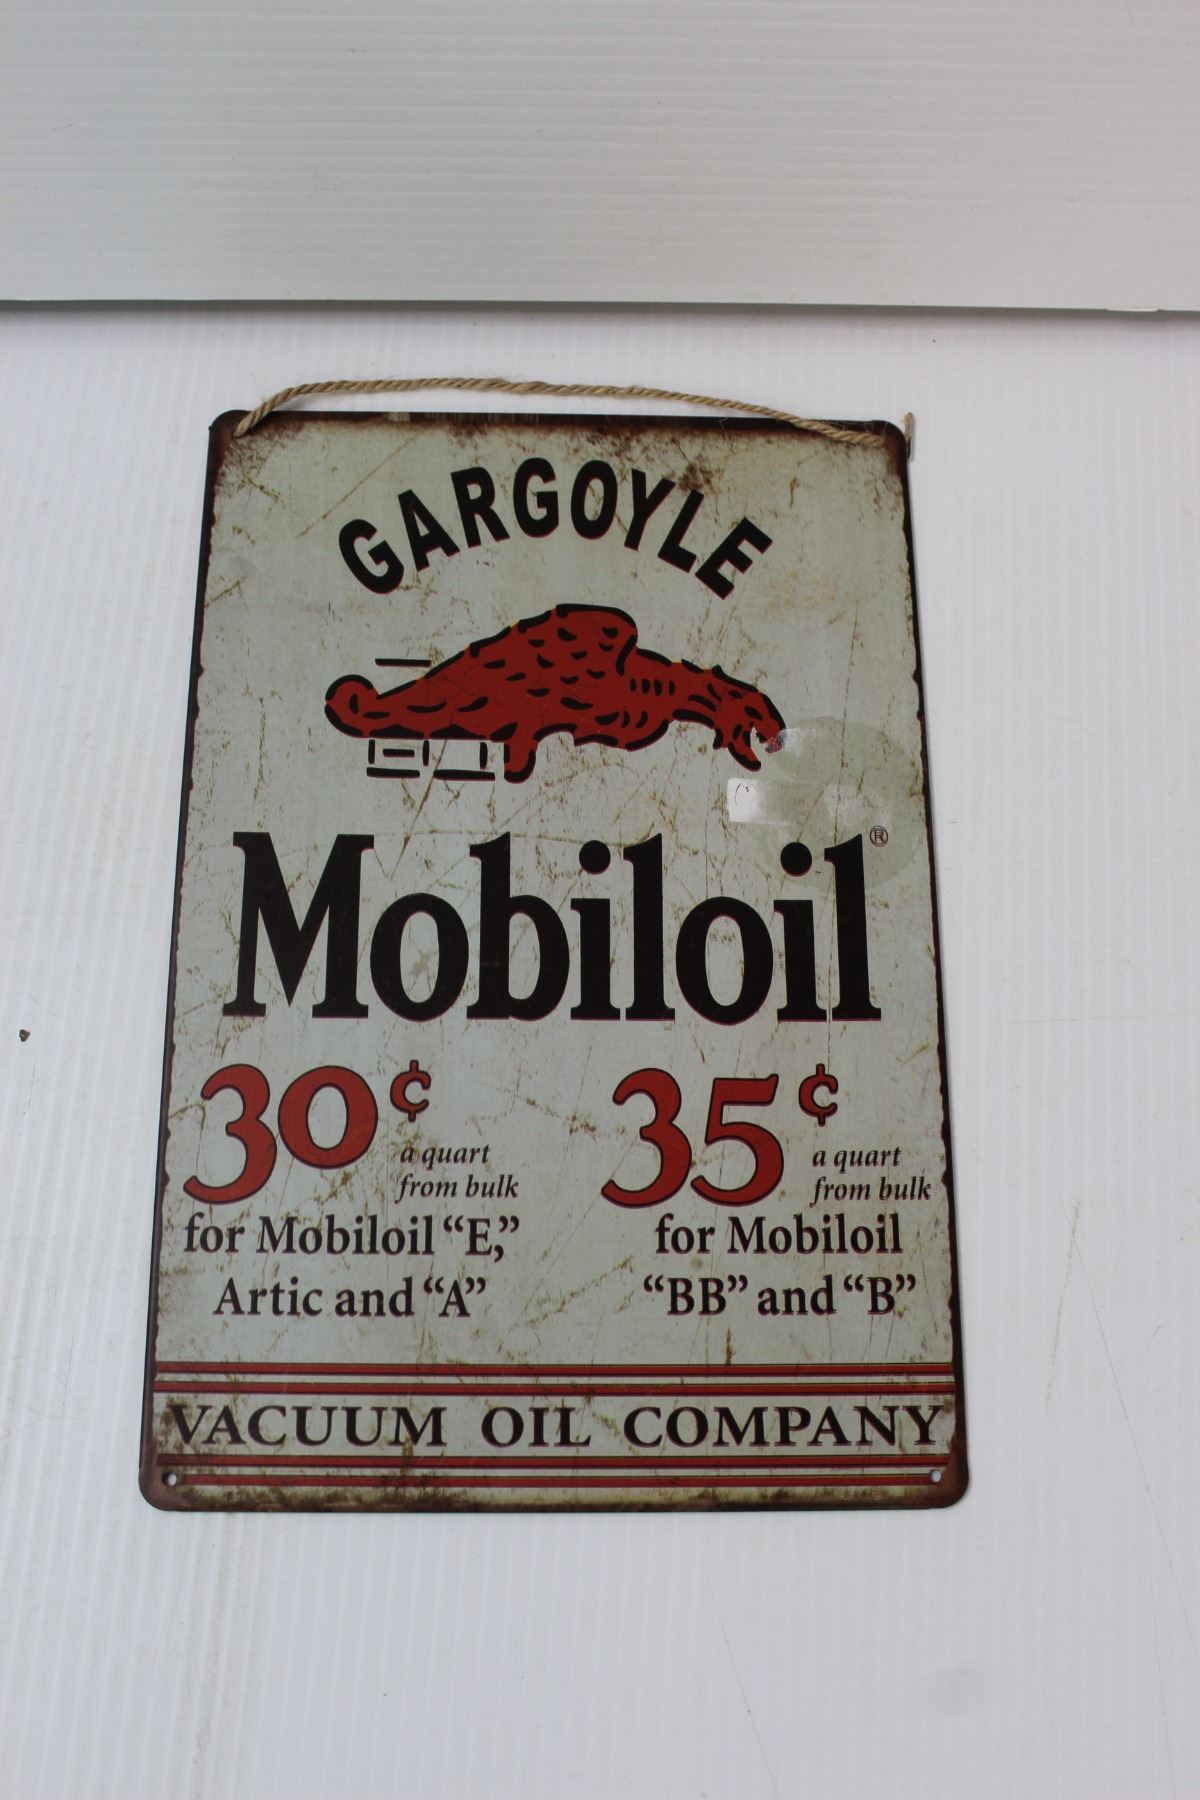 GARGOYLE
Mobiloil®
30¢
a quart
from bulk
for Mobiloil “E,”
Artic and “A”
35¢
a quart
from bulk
for Mobiloil
“BB” and “B”
VACUUM OIL COMPANY